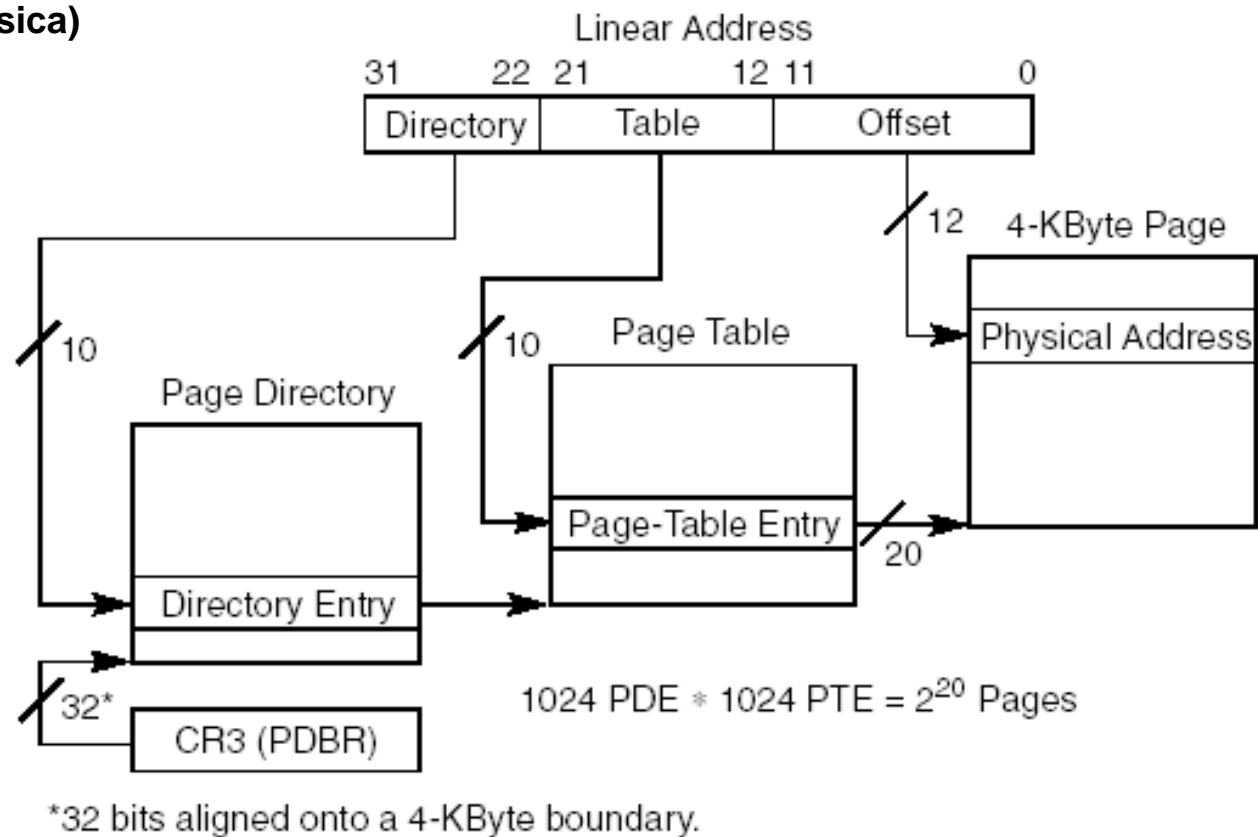 sica)
Linear Address
31 22 21 12 11 0
Directory Table Offset
12 4-KByte Page
10 10 Page Table Physical Address
Page Directory
Page-Table Entry
20
Directory Entry
32* 1024 PDE * 1024 PTE = 2²⁰ Pages
CR3 (PDBR)
*32 bits aligned onto a 4-KByte boundary.